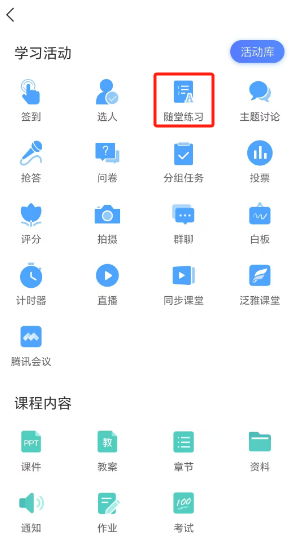 学习活动
活动库
签到
选人
随堂练习
主题讨论
抢答
问卷
分组任务
投票
评分
拍摄
群聊
白板
计时器
直播
同步课堂
泛雅课堂
腾讯会议
课程内容
PPT
教
课件
教案
章节
资料
100
通知
作业
考试